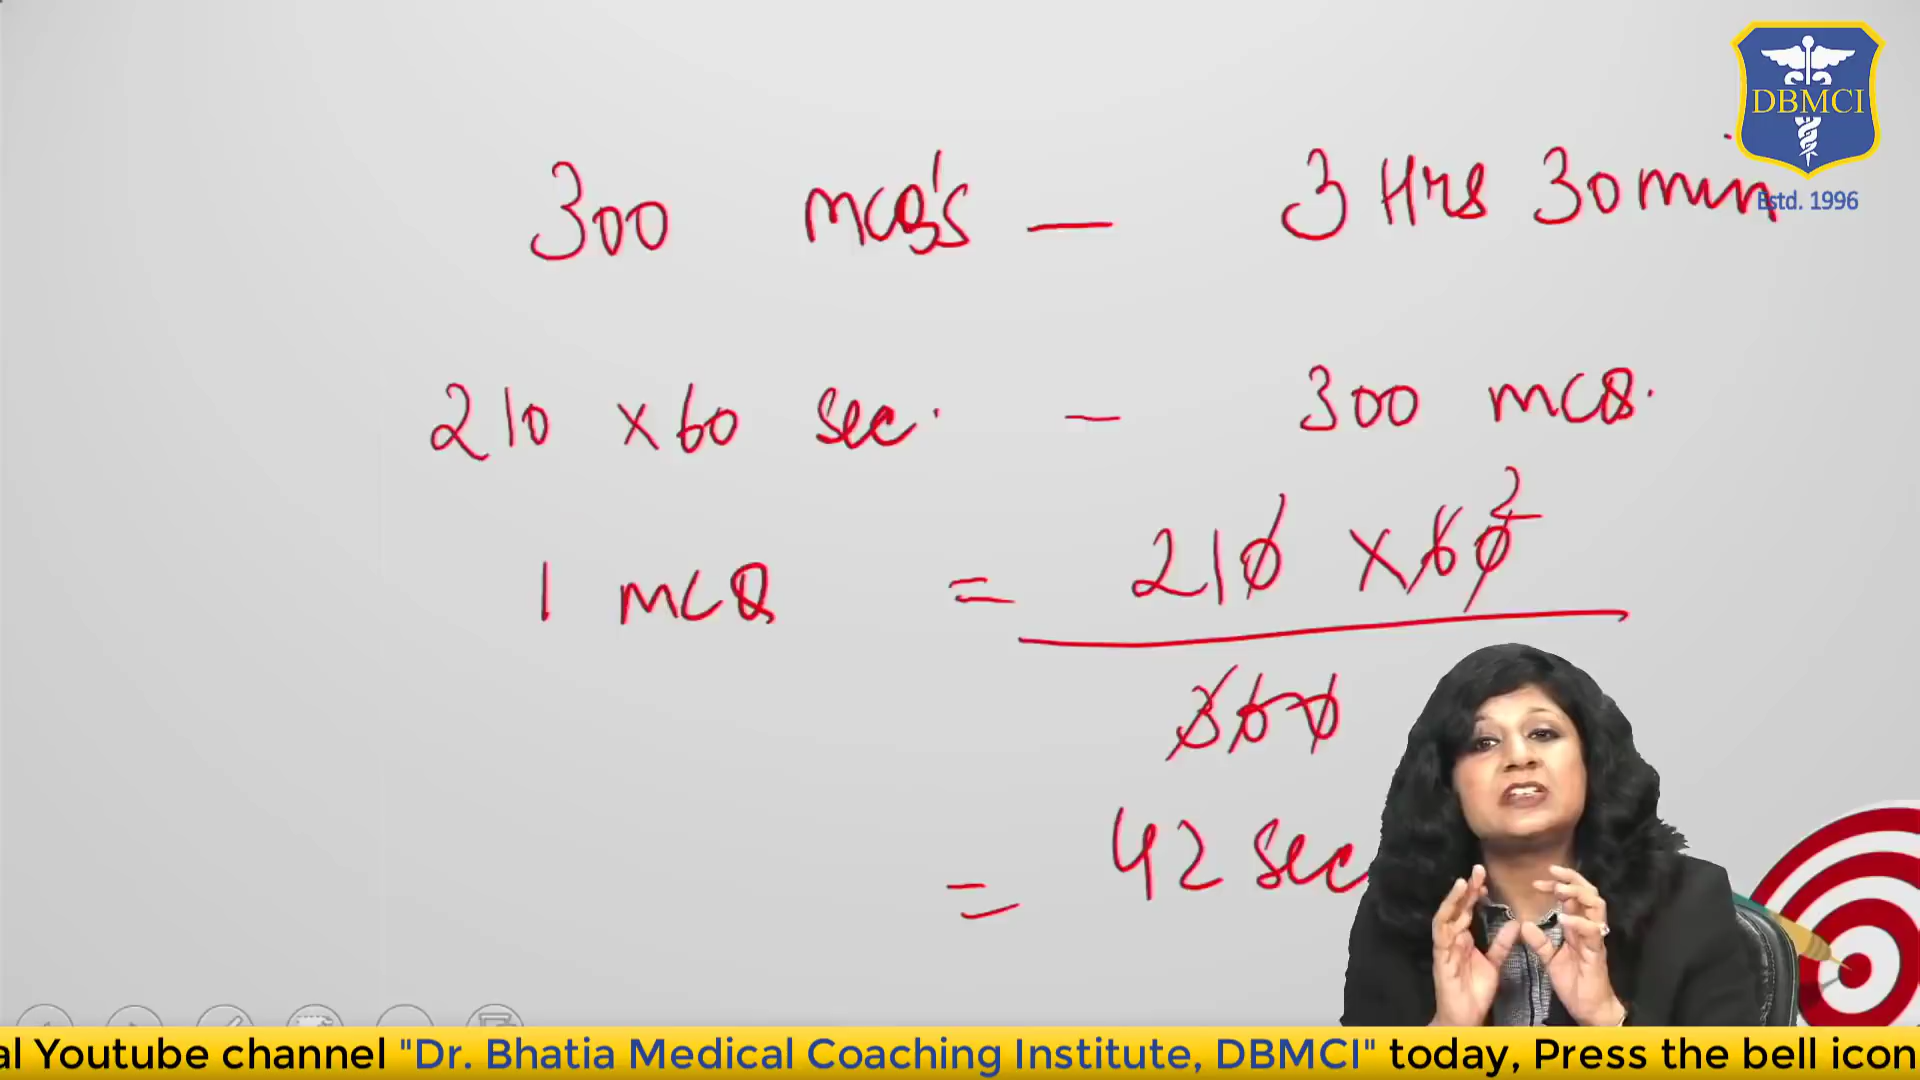 DBMCI
Estd. 1996
300 MCQ's — 3 Hrs 30 min
210 x 60 sec. - 300 MCQ.
2
1 MCQ = 210 x 60
300
= 42 sec
al Youtube channel "Dr. Bhatia Medical Coaching Institute, DBMCI" today, Press the bell icon